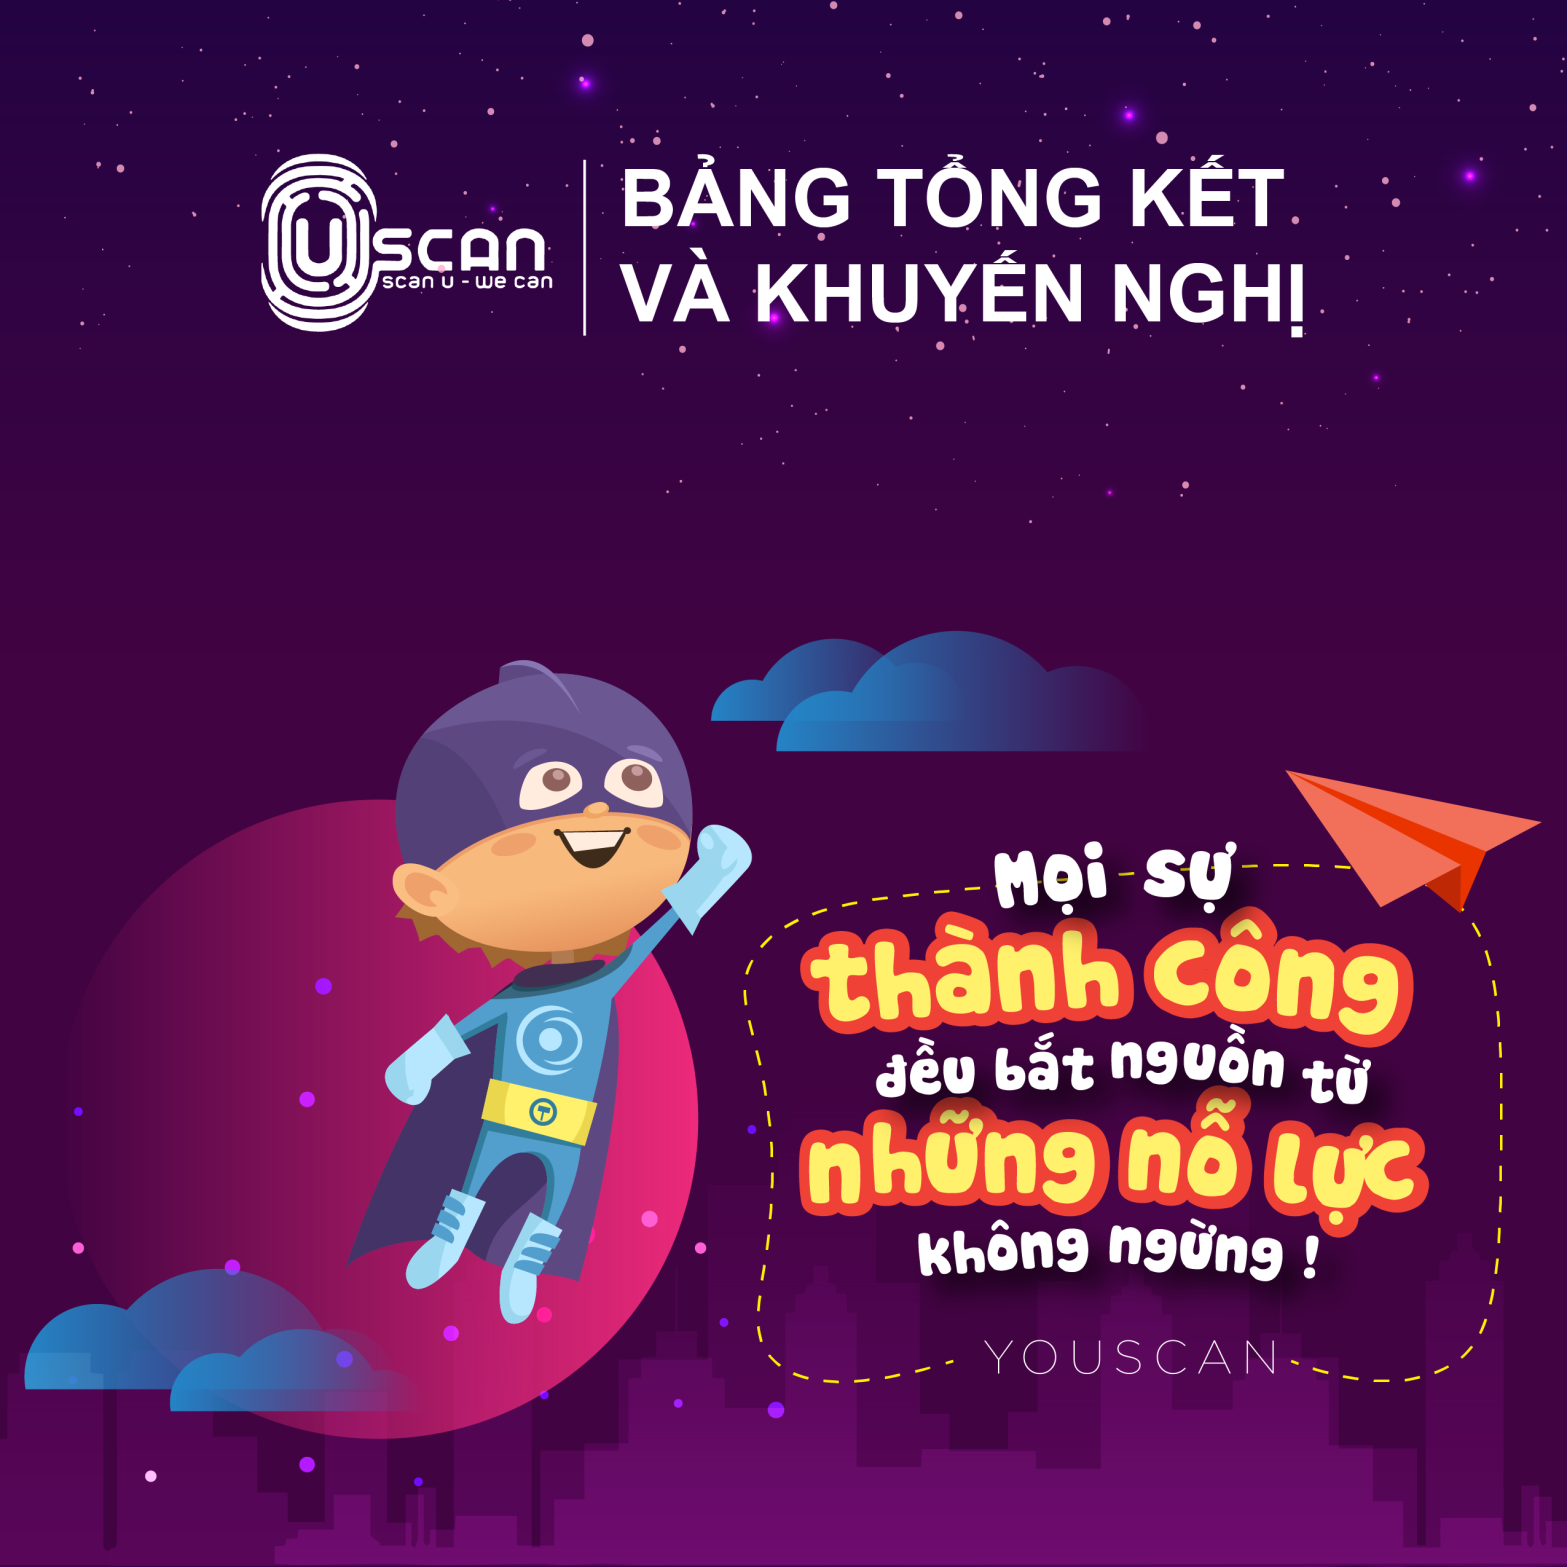 USCAN
scan U - We can
BẢNG TỔNG KẾT
VÀ KHUYẾN NGHỊ
Mọi sự
thành công
đều bắt nguồn từ
những nỗ lực
không ngừng !
YOUSCAN